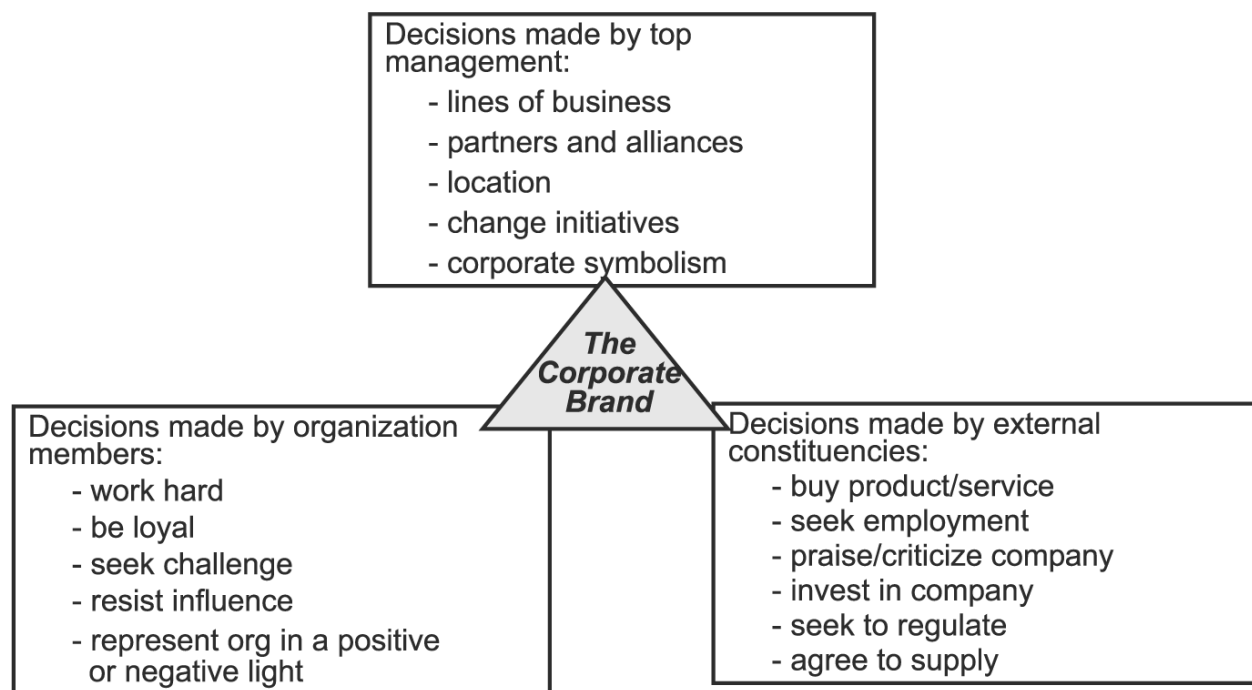 Decisions made by top
management:
- lines of business
- partners and alliances
- location
- change initiatives
- corporate symbolism
The
Corporate
Brand
Decisions made by organization
members:
- work hard
- be loyal
- seek challenge
- resist influence
- represent org in a positive
or negative light
Decisions made by external
constituencies:
- buy product/service
- seek employment
- praise/criticize company
- invest in company
- seek to regulate
- agree to supply